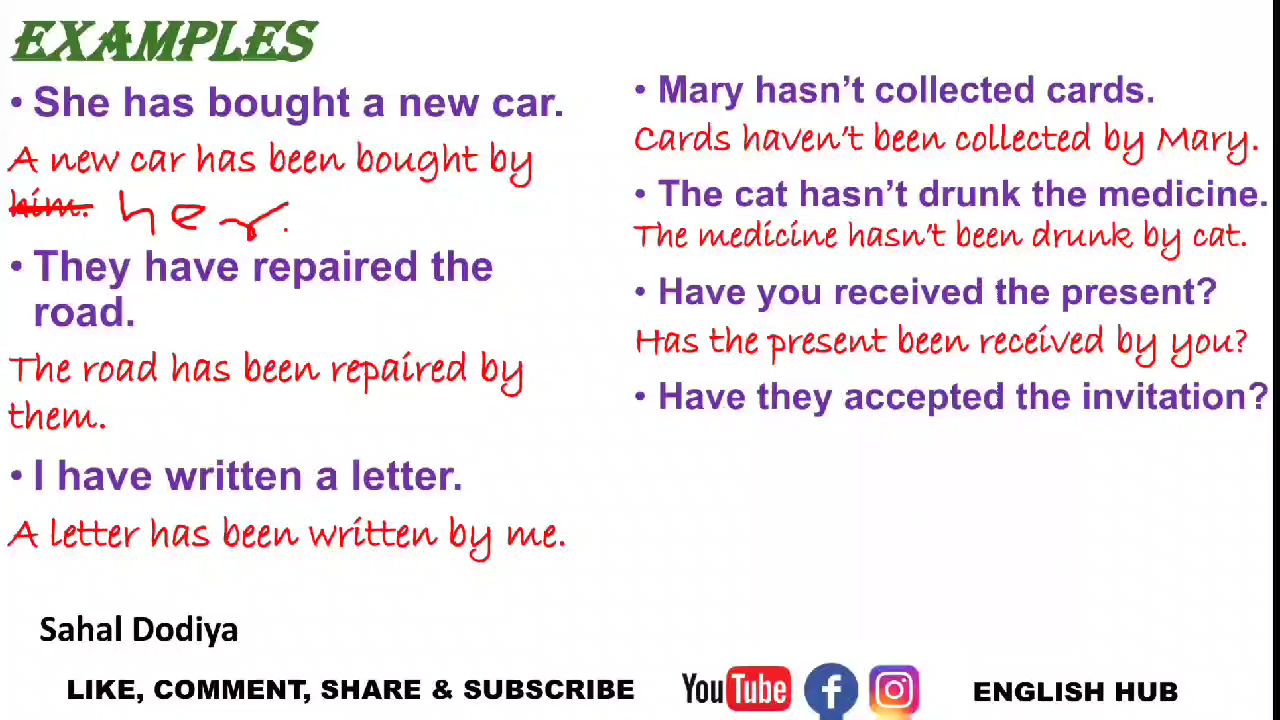 EXAMPLES
• She has bought a new car.
A new car has been bought by
him. her.
• They have repaired the
road.
The road has been repaired by
them.
• I have written a letter.
A letter has been written by me.
• Mary hasn't collected cards.
Cards haven't been collected by Mary.
• The cat hasn't drunk the medicine.
The medicine hasn't been drunk by cat.
• Have you received the present?
Has the present been received by you?
• Have they accepted the invitation?
Sahal Dodiya
LIKE, COMMENT, SHARE & SUBSCRIBE
YouTube
f
ENGLISH HUB